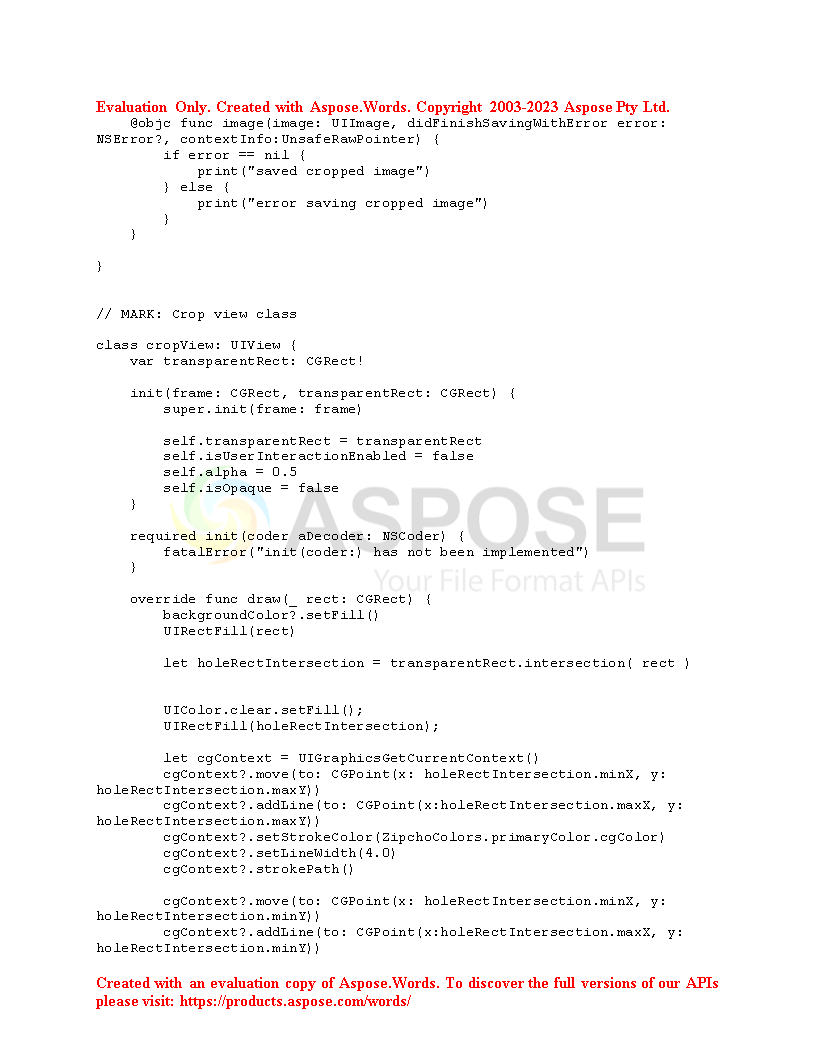 Evaluation Only. Created with Aspose.Words. Copyright 2003-2023 Aspose Pty Ltd.
    @objc func image(image: UIImage, didFinishSavingWithError error:
NSError?, contextInfo:UnsafeRawPointer) {
        if error == nil {
            print("saved cropped image")
        } else {
            print("error saving cropped image")
        }
    }

}

// MARK: Crop view class

class cropView: UIView {
    var transparentRect: CGRect!

    init(frame: CGRect, transparentRect: CGRect) {
        super.init(frame: frame)

        self.transparentRect = transparentRect
        self.isUserInteractionEnabled = false
        self.alpha = 0.5
        self.isOpaque = false
    }
ASPOSE
    required init(coder aDecoder: NSCoder) {
        fatalError("init(coder:) has not been implemented")
    }
Your File Format APIs

    override func draw(_ rect: CGRect) {
        backgroundColor?.setFill()
        UIRectFill(rect)

        let holeRectIntersection = transparentRect.intersection( rect )

        UIColor.clear.setFill();
        UIRectFill(holeRectIntersection);

        let cgContext = UIGraphicsGetCurrentContext()
        cgContext?.move(to: CGPoint(x: holeRectIntersection.minX, y:
holeRectIntersection.maxY))
        cgContext?.addLine(to: CGPoint(x:holeRectIntersection.maxX, y:
holeRectIntersection.maxY))
        cgContext?.setStrokeColor(ZipchoColors.primaryColor.cgColor)
        cgContext?.setLineWidth(4.0)
        cgContext?.strokePath()

        cgContext?.move(to: CGPoint(x: holeRectIntersection.minX, y:
holeRectIntersection.minY))
        cgContext?.addLine(to: CGPoint(x:holeRectIntersection.maxX, y:
holeRectIntersection.minY))

Created with an evaluation copy of Aspose.Words. To discover the full versions of our APIs
please visit: https://products.aspose.com/words/